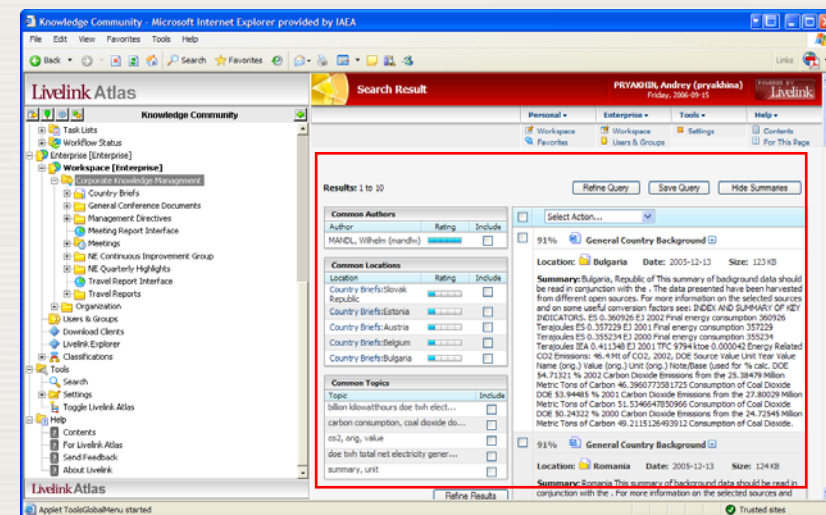 Knowledge Community - Microsoft Internet Explorer provided by IAEA
File Edit View Favorites Tools Help
Back Search Favorites Links
Livelink Atlas
Knowledge Community
Task Lists
Workflow Status
Enterprise [Enterprise]
Workspace [Enterprise]
Corporate Knowledge Management
Country Briefs
General Conference Documents
Management Directives
Meeting Report Interface
Meetings
NE Continuous Improvement Group
NE Quarterly Highlights
Travel Report Interface
Travel Reports
Organization
Users & Groups
Download Clients
Livelink Explorer
Classifications
Tools
Search
Settings
Toggle Livelink Atlas
Help
Contents
For Livelink Atlas
Send Feedback
About Livelink
Livelink Atlas
Search Result
PRYAKHIN, Andrey (pryakhina)
Friday, 2006-09-15
POWERED BY
Livelink
Personal Enterprise Tools Help
Workspace Workspace Settings Contents
Favorites Users & Groups For This Page
Results: 1 to 10
Refine Query Save Query Hide Summaries
Common Authors
Author Rating Include
MANDL, Wilhelm (mandlw)
Common Locations
Location Rating Include
Country Briefs:Slovak
Republic
Country Briefs:Estonia
Country Briefs:Austria
Country Briefs:Belgium
Country Briefs:Bulgaria
Common Topics
Topic Include
billion kilowatthours doe twh elect...
carbon consumption, coal dioxide do...
co2, orig, value
doe twh total net electricity gener...
summary, unit
Refine Results
Select Action...
91% General Country Background
Location: Bulgaria Date: 2005-12-13 Size: 123 KB
Summary: Bulgaria, Republic of This summary of background data should
be read in conjunction with the . The data presented have been harvested
from different open sources. For more information on the selected sources
and on some useful conversion factors see: INDEX AND SUMMARY OF KEY
INDICATORS. ES 0.360926 EJ 2002 Final energy consumption 360926
Terajoules ES 0.357229 EJ 2001 Final energy consumption 357229
Terajoules ES 0.355234 EJ 2000 Final energy consumption 355234
Terajoules IEA 0.411348 EJ 2001 TFC 9794 ktoe 0.000042 Energy Related
CO2 Emissions: 46.4 Mt of CO2, 2002, DOE Source Value Unit Year Value
Name (orig.) Value (orig.) Unit (orig.) Note/Base (used for % calc. DOE
54.71321 % 2002 Carbon Dioxide Emissions from the 25.38479 Million
Metric Tons of Carbon 46.3960773581725 Consumption of Coal Dioxide
DOE 53.94485 % 2001 Carbon Dioxide Emissions from the 27.80029 Million
Metric Tons of Carbon 51.5346647850966 Consumption of Coal Dioxide
DOE 50.24322 % 2000 Carbon Dioxide Emissions from the 24.72545 Million
Metric Tons of Carbon 49.2115126493912 Consumption of Coal Dioxide.
91% General Country Background
Location: Romania Date: 2005-12-13 Size: 124 KB
Summary: Romania This summary of background data should be read in
conjunction with the . For more information on the selected sources and
Applet ToolsGlobalMenu started Trusted sites